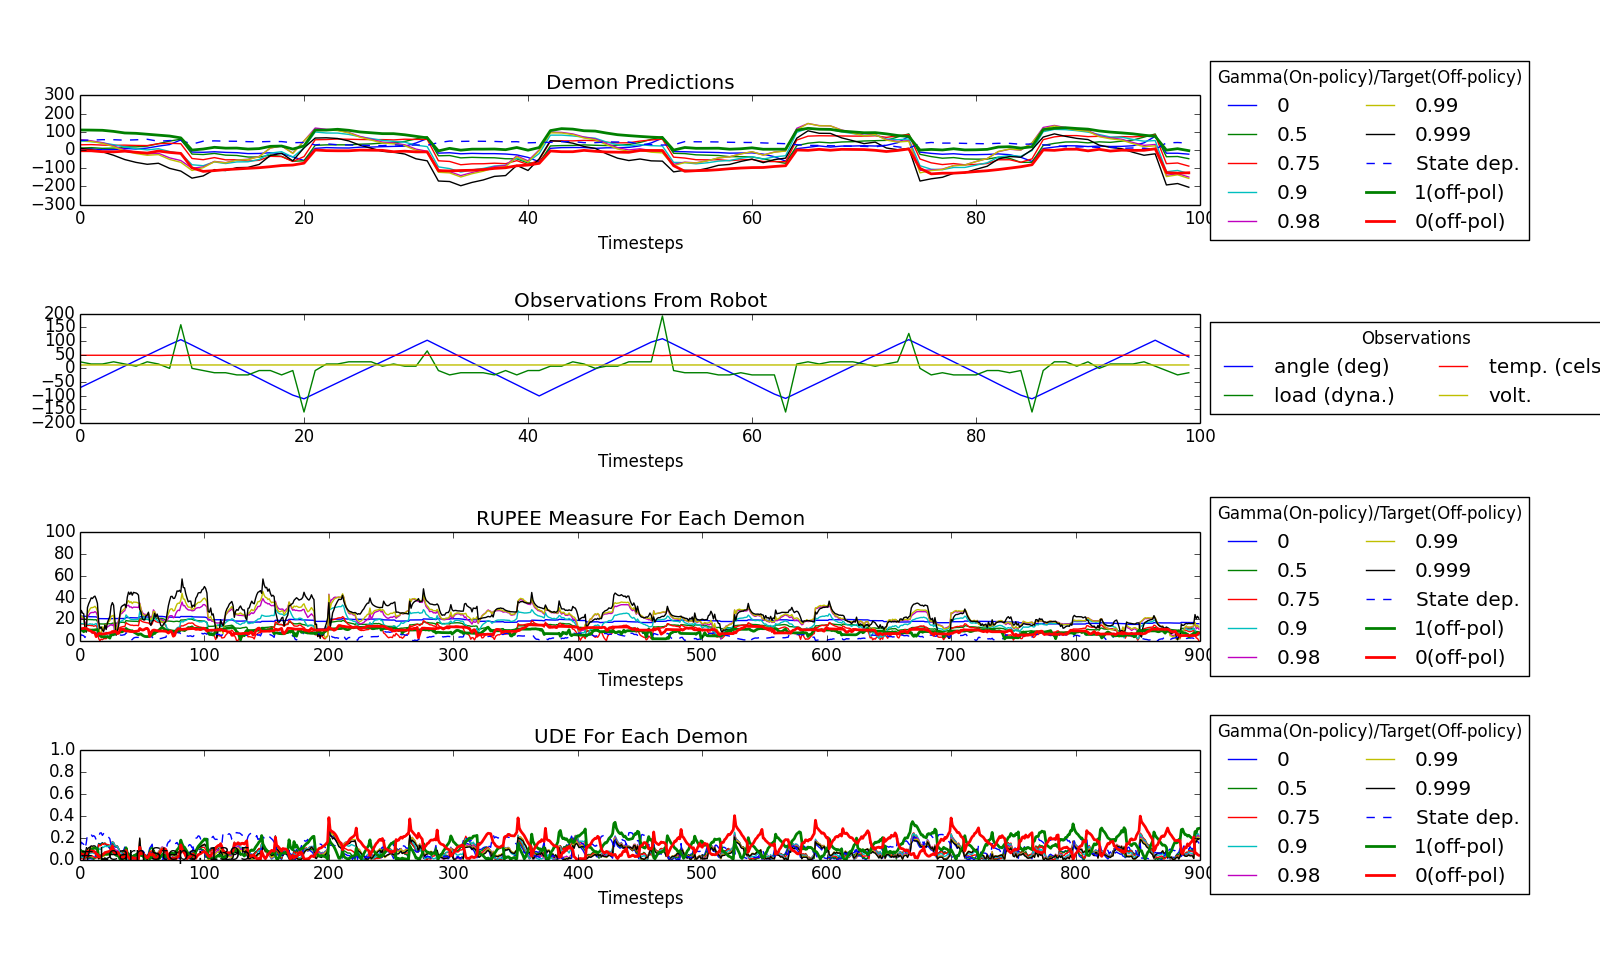 Demon Predictions
300
200
100
0
−100
−200
−300
0 20 40 60 80 100
Timesteps
Gamma(On-policy)/Target(Off-policy)
0 0.99
0.5 0.999
0.75 State dep.
0.9 1(off-pol)
0.98 0(off-pol)
Observations From Robot
200
150
100
50
0
−50
−100
−150
−200
0 20 40 60 80 100
Timesteps
Observations
angle (deg) temp. (cels
load (dyna.) volt.
RUPEE Measure For Each Demon
100
80
60
40
20
0
0 100 200 300 400 500 600 700 800 900
Timesteps
Gamma(On-policy)/Target(Off-policy)
0 0.99
0.5 0.999
0.75 State dep.
0.9 1(off-pol)
0.98 0(off-pol)
UDE For Each Demon
1.0
0.8
0.6
0.4
0.2
0.0
0 100 200 300 400 500 600 700 800 900
Timesteps
Gamma(On-policy)/Target(Off-policy)
0 0.99
0.5 0.999
0.75 State dep.
0.9 1(off-pol)
0.98 0(off-pol)